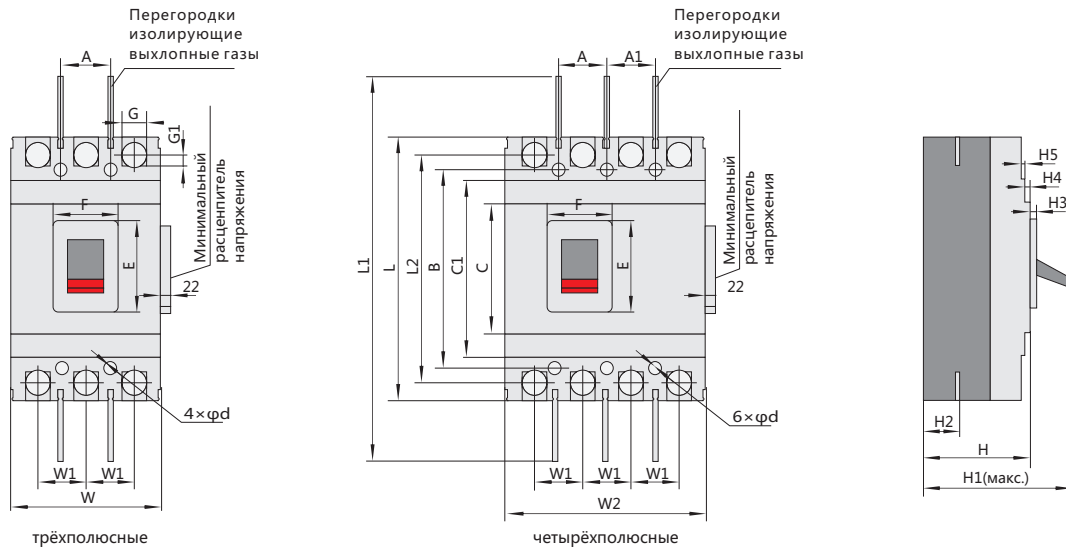 Перегородки
изолирующие
выхлопные газы
A
G
G1
F
E
Минимальный
расцепитель
напряжения
22
4×φd
W1 W1
W
трёхполюсные
Перегородки
изолирующие
выхлопные газы
A A1
L1
L
L2
B
C1
C
F
E
Минимальный
расцепитель
напряжения
22
6×φd
W1 W1 W1
W2
четырёхполюсные
H5
H4
H3
H2
H
H1(макс.)